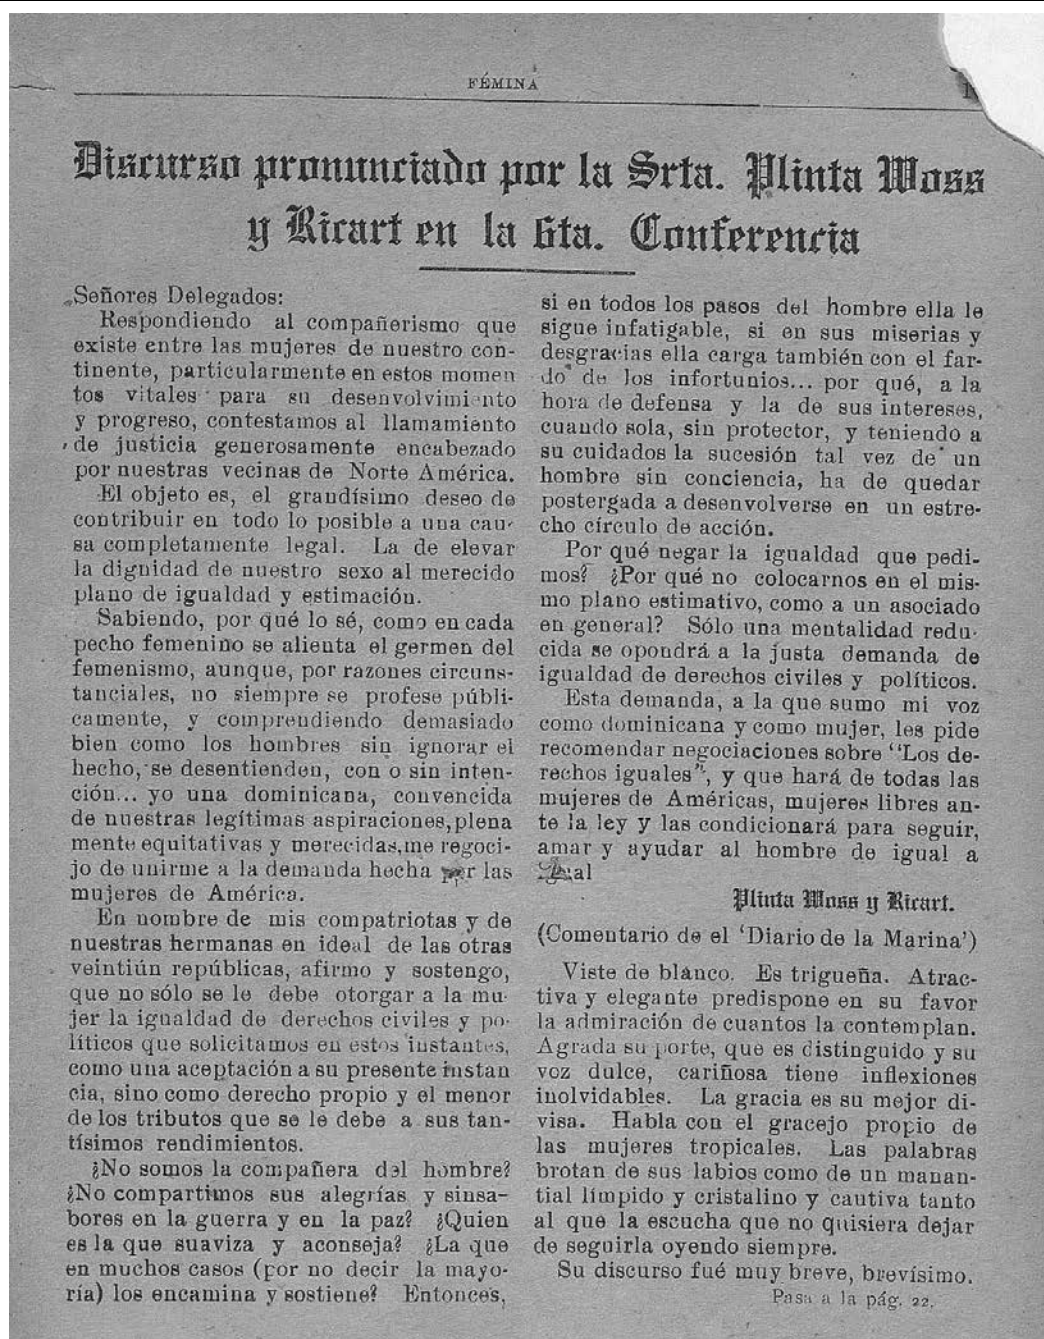 FÉMINA
Discurso pronunciado por la Srta. Plinta Woss
y Ricart en la 6ta. Conferencia
Señores Delegados:
Respondiendo al compañerismo que
existe entre las mujeres de nuestro con-
tinente, particularmente en estos momen
tos vitales para su desenvolvimiento
y progreso, contestamos al llamamiento
de justicia generosamente encabezado
por nuestras vecinas de Norte América.
El objeto es, el grandísimo deseo de
contribuir en todo lo posible a una cau-
sa completamente legal. La de elevar
la dignidad de nuestro sexo al merecido
plano de igualdad y estimación.
Sabiendo, por qué lo sé, como en cada
pecho femenino se alienta el germen del
femenismo, aunque, por razones circuns-
tanciales, no siempre se profese públi-
camente, y comprendiendo demasiado
bien como los hombres sin ignorar el
hecho, se desentienden, con o sin inten-
ción... yo una dominicana, convencida
de nuestras legítimas aspiraciones, plena
mente equitativas y merecidas, me regoci-
jo de unirme a la demanda hecha por las
mujeres de América.
En nombre de mis compatriotas y de
nuestras hermanas en ideal de las otras
veintiún repúblicas, afirmo y sostengo,
que no sólo se le debe otorgar a la mu-
jer la igualdad de derechos civiles y po-
líticos que solicitamos en estos instantes,
como una aceptación a su presente instan
cia, sino como derecho propio y el menor
de los tributos que se le debe a sus tan-
tísimos rendimientos.
¿No somos la compañera del hombre?
¿No compartimos sus alegrías y sinsa-
bores en la guerra y en la paz? ¿Quien
es la que suaviza y aconseja? ¿La que
en muchos casos (por no decir la mayo-
ría) los encamina y sostiene? Entonces,
si en todos los pasos del hombre ella le
sigue infatigable, si en sus miserias y
desgracias ella carga también con el far-
do de los infortunios... por qué, a la
hora de defensa y la de sus intereses,
cuando sola, sin protector, y teniendo a
su cuidados la sucesión tal vez de un
hombre sin conciencia, ha de quedar
postergada a desenvolverse en un estre-
cho círculo de acción.
Por qué negar la igualdad que pedi-
mos? ¿Por qué no colocarnos en el mis-
mo plano estimativo, como a un asociado
en general? Sólo una mentalidad redu-
cida se opondrá a la justa demanda de
igualdad de derechos civiles y políticos.
Esta demanda, a la que sumo mi voz
como dominicana y como mujer, les pide
recomendar negociaciones sobre "Los de-
rechos iguales", y que hará de todas las
mujeres de Américas, mujeres libres an-
te la ley y las condicionará para seguir,
amar y ayudar al hombre de igual a
Plinta Woss y Ricart.
(Comentario de el 'Diario de la Marina')
Viste de blanco. Es trigueña. Atrac-
tiva y elegante predispone en su favor
la admiración de cuantos la contemplan.
Agrada su porte, que es distinguido y su
voz dulce, cariñosa tiene inflexiones
inolvidables. La gracia es su mejor di-
visa. Habla con el gracejo propio de
las mujeres tropicales. Las palabras
brotan de sus labios como de un manan-
tial límpido y cristalino y cautiva tanto
al que la escucha que no quisiera dejar
de seguirla oyendo siempre.
Su discurso fué muy breve, brevísimo.
Pasa a la pág. 22.